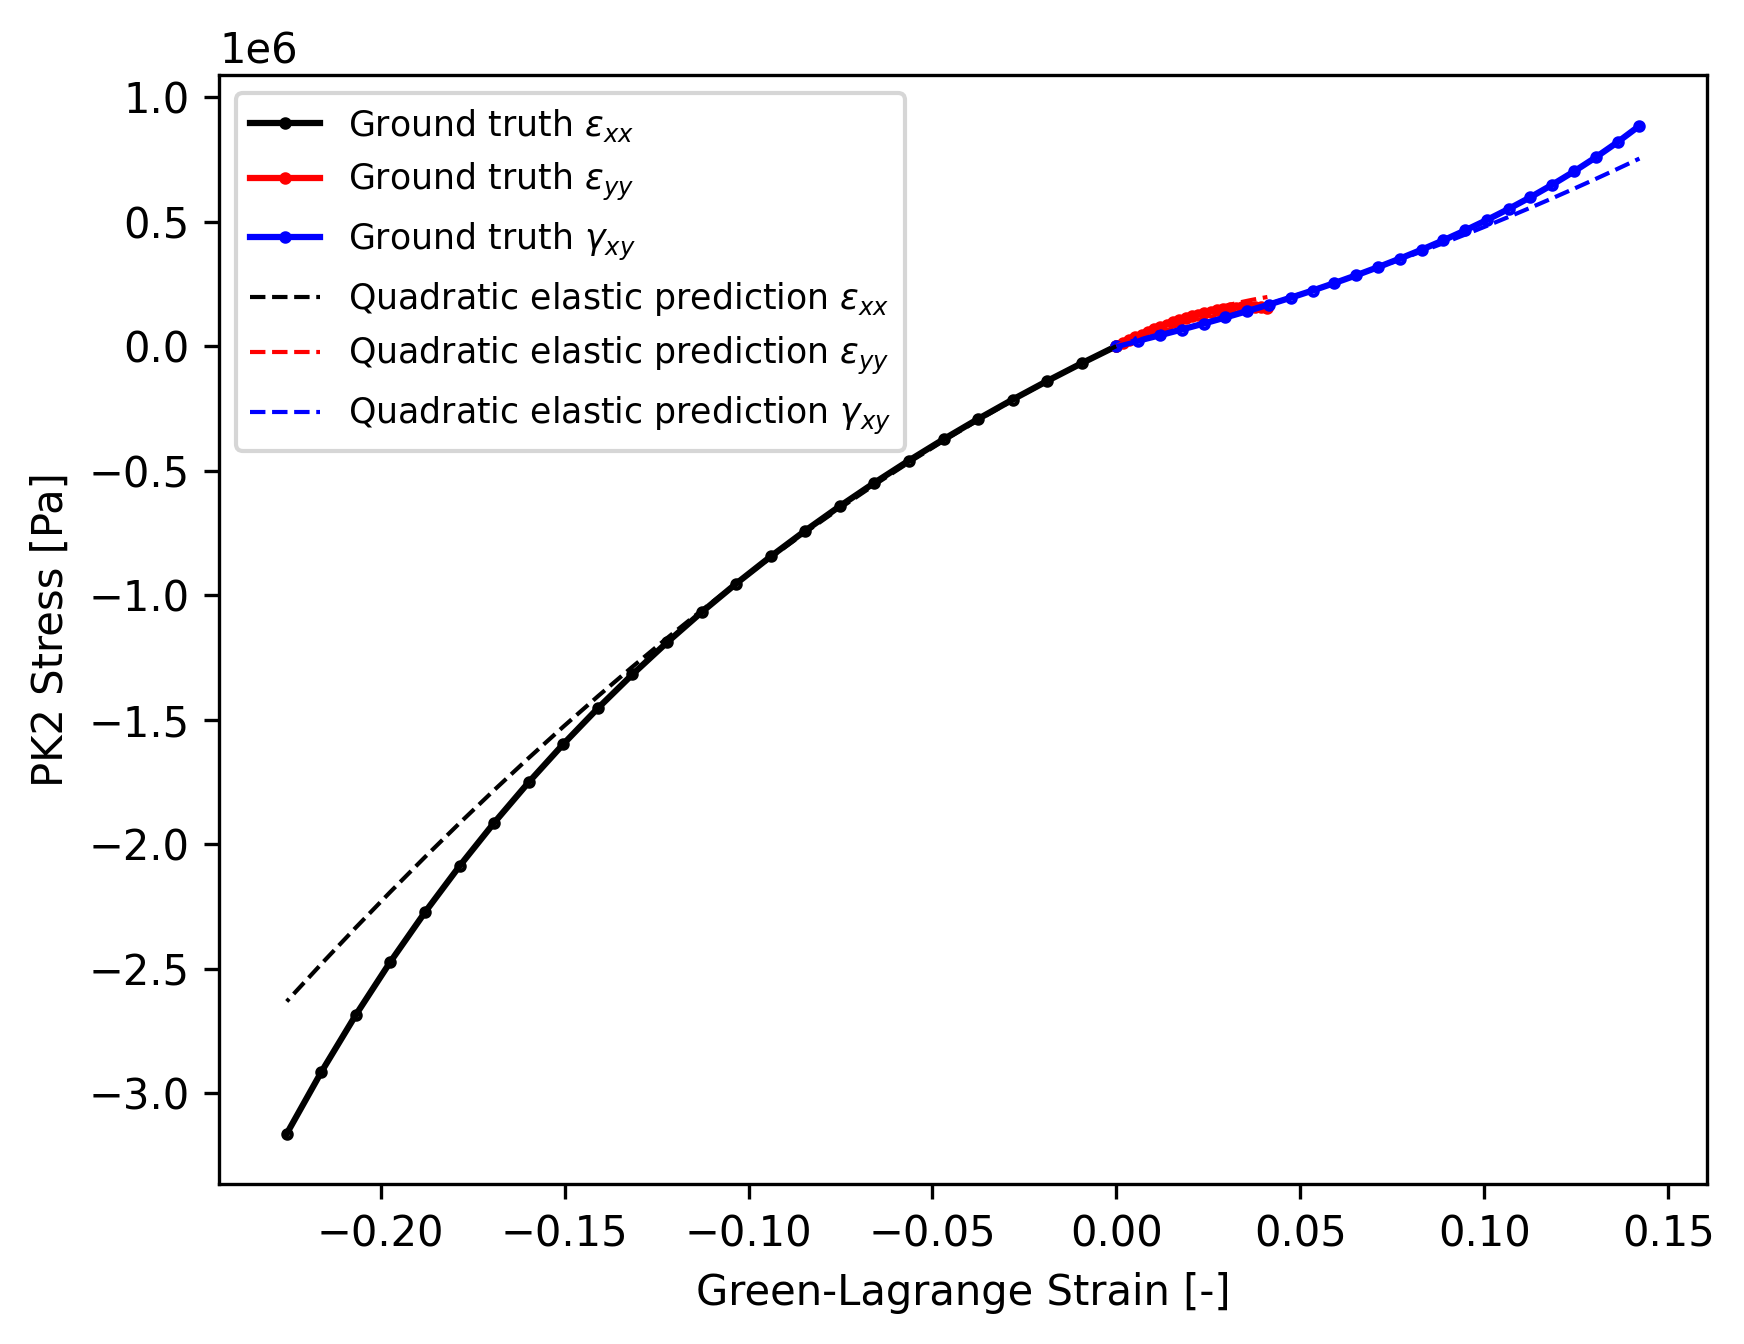 1e6
1.0
0.5
0.0
−0.5
−1.0
−1.5
−2.0
−2.5
−3.0
PK2 Stress [Pa]
Ground truth εxx
Ground truth εyy
Ground truth γxy
Quadratic elastic prediction εxx
Quadratic elastic prediction εyy
Quadratic elastic prediction γxy
−0.20 −0.15 −0.10 −0.05 0.00 0.05 0.10 0.15
Green-Lagrange Strain [-]